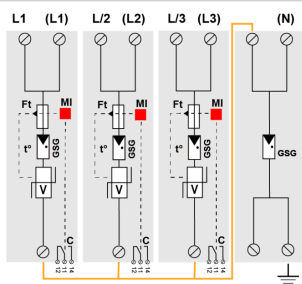 L1 (L1) L/2 (L2) L/3 (L3) (N)
Ft MI Ft MI Ft MI
t° GSG t° GSG t° GSG GSG
V V V
C C C
12 11 14 12 11 14 12 11 14